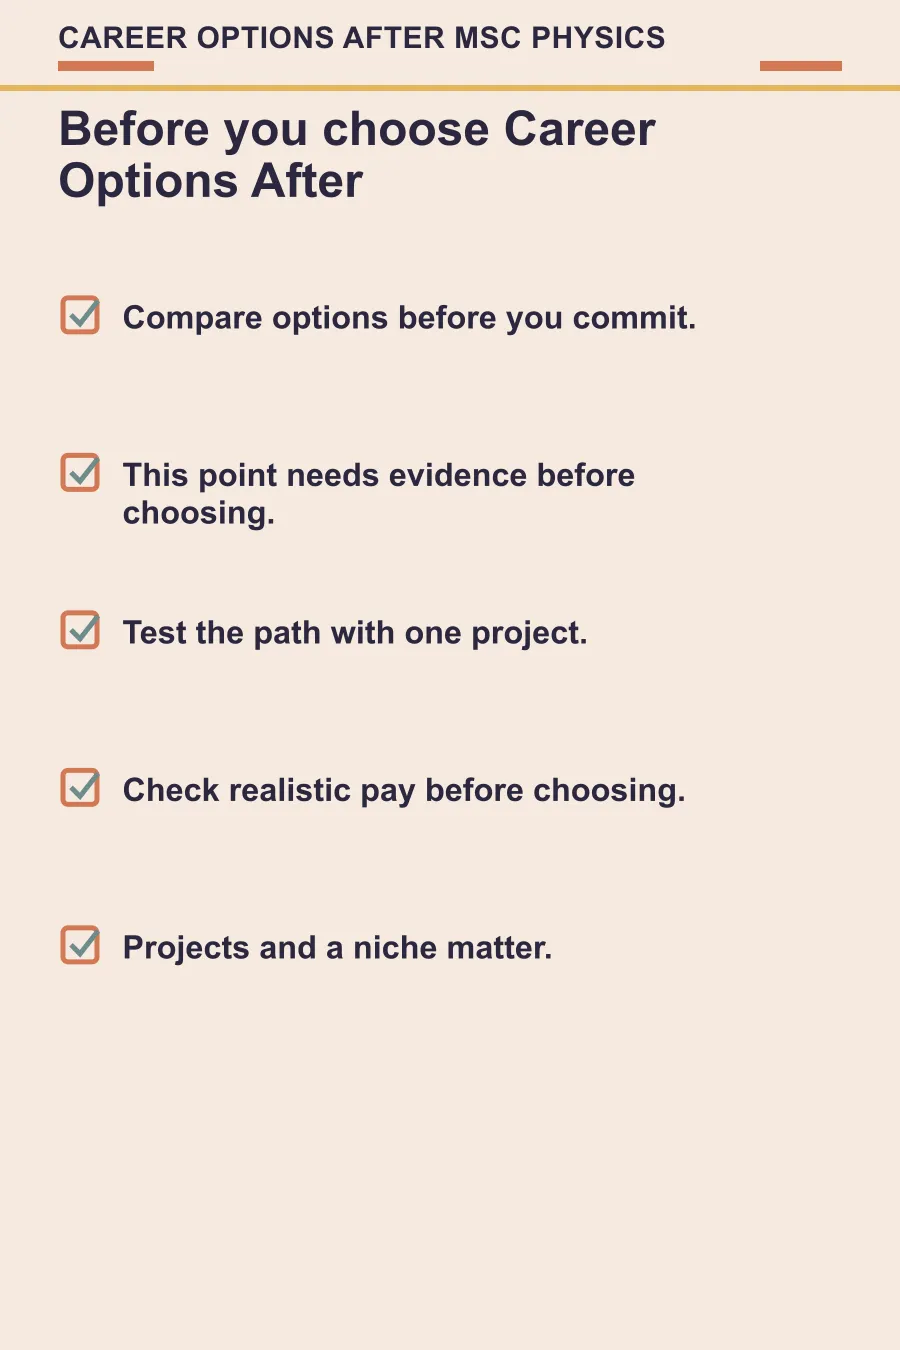 CAREER OPTIONS AFTER MSC PHYSICS
Before you choose Career
Options After
Compare options before you commit.
This point needs evidence before
choosing.
Test the path with one project.
Check realistic pay before choosing.
Projects and a niche matter.